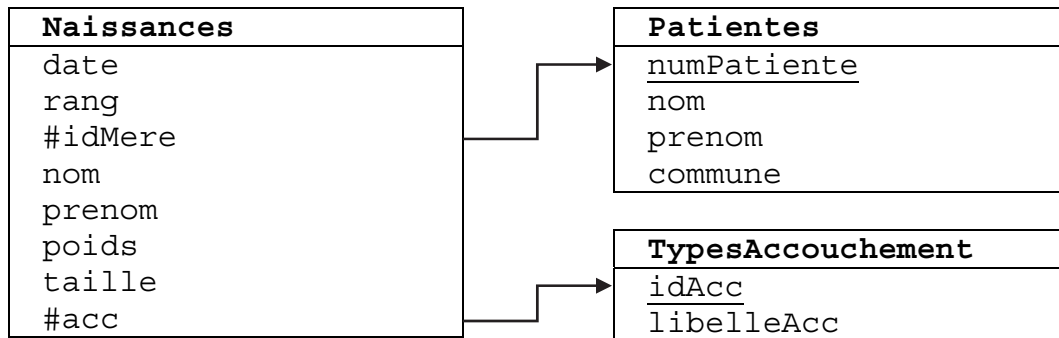 Naissances
date
rang
#idMere
nom
prenom
poids
taille
#acc
Patientes
numPatiente
nom
prenom
commune
TypesAccouchement
idAcc
libelleAcc